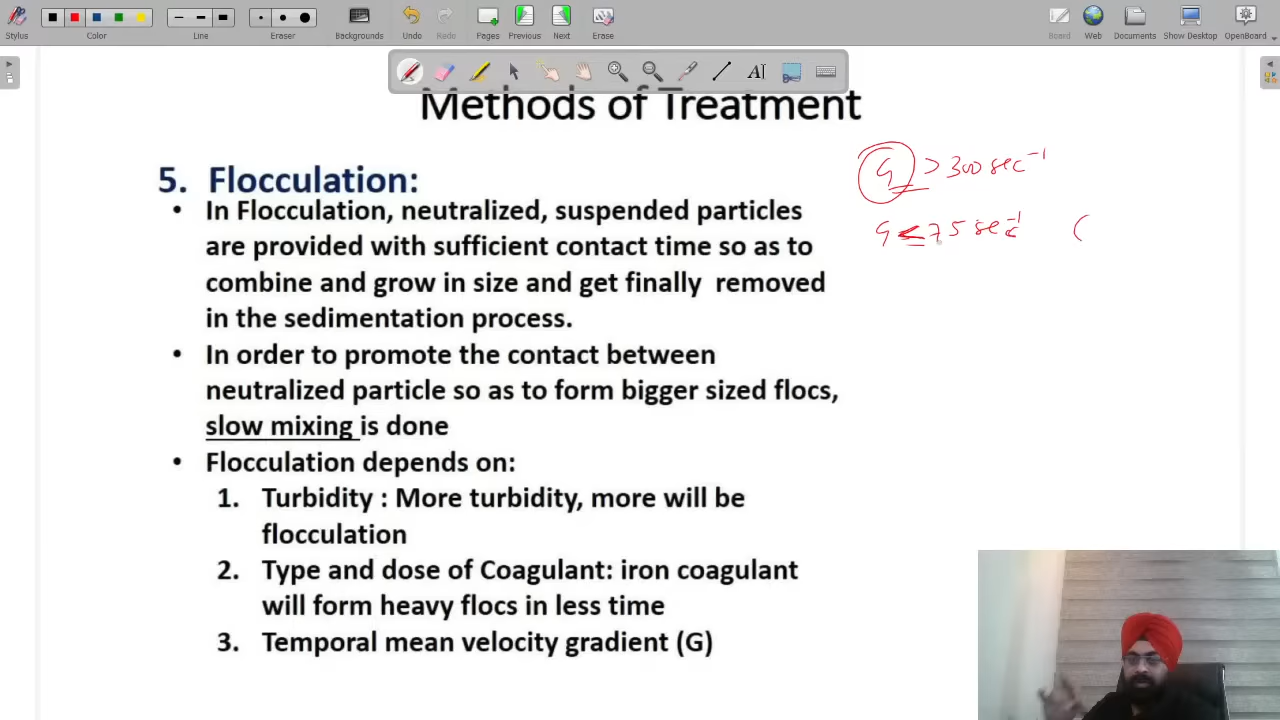 Stylus
Color
Line
Eraser
Backgrounds
Undo
Redo
Pages
Previous
Next
Erase
Board
Web
Documents
Show Desktop
OpenBoard
Methods of Treatment
5. Flocculation:
• In Flocculation, neutralized, suspended particles
are provided with sufficient contact time so as to
combine and grow in size and get finally removed
in the sedimentation process.
• In order to promote the contact between
neutralized particle so as to form bigger sized flocs,
slow mixing is done
• Flocculation depends on:
1. Turbidity : More turbidity, more will be
flocculation
2. Type and dose of Coagulant: iron coagulant
will form heavy flocs in less time
3. Temporal mean velocity gradient (G)
G > 300 sec⁻¹
G ≤ 75 sec⁻¹ (